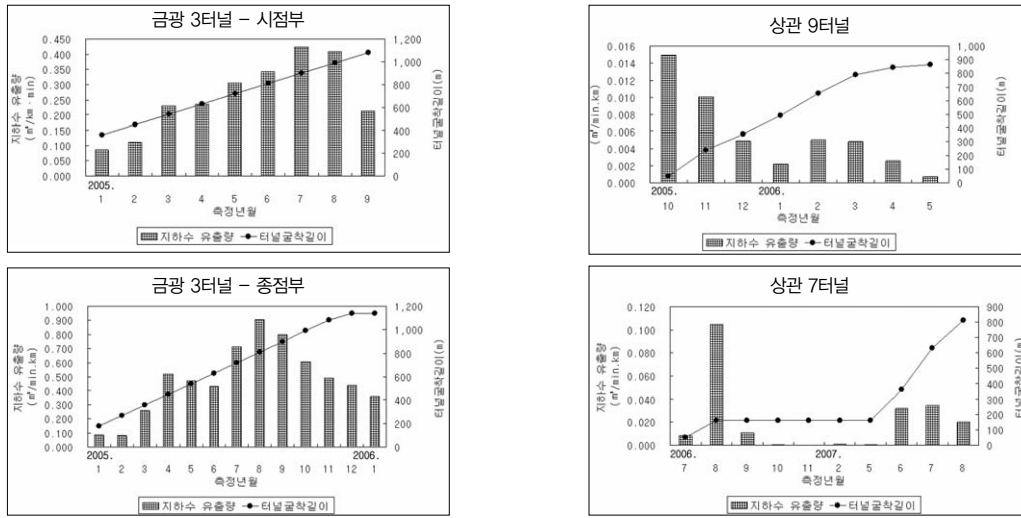 금광 3터널 - 시점부
지하수 유출량
(㎥/km·min)
0.450
0.400
0.350
0.300
0.250
0.200
0.150
0.100
0.050
0.000
1,200
1,000
800
600
400
200
0
터널굴착길이(m)
2005.
1 2 3 4 5 6 7 8 9
측정년월
지하수 유출량 터널굴착길이
상관 9터널
(㎥/min.km)
0.016
0.014
0.012
0.010
0.008
0.006
0.004
0.002
0.000
1,000
900
800
700
600
500
400
300
200
100
0
터널굴착길이(m)
2005. 2006.
10 11 12 1 2 3 4 5
측정년월
지하수 유출량 터널굴착길이
금광 3터널 - 종점부
지하수 유출량
(㎥/min.km)
1.000
0.900
0.800
0.700
0.600
0.500
0.400
0.300
0.200
0.100
0.000
1,200
1,000
800
600
400
200
0
터널굴착길이(m)
2005. 2006.
1 2 3 4 5 6 7 8 9 10 11 12 1
측정년월
지하수 유출량 터널굴착길이
상관 7터널
지하수 유출량
(㎥/min.km)
0.120
0.100
0.080
0.060
0.040
0.020
0.000
900
800
700
600
500
400
300
200
100
0
터널굴착길이(m)
2006. 2007.
7 8 9 10 11 2 5 6 7 8
측정년월
지하수 유출량 터널굴착길이